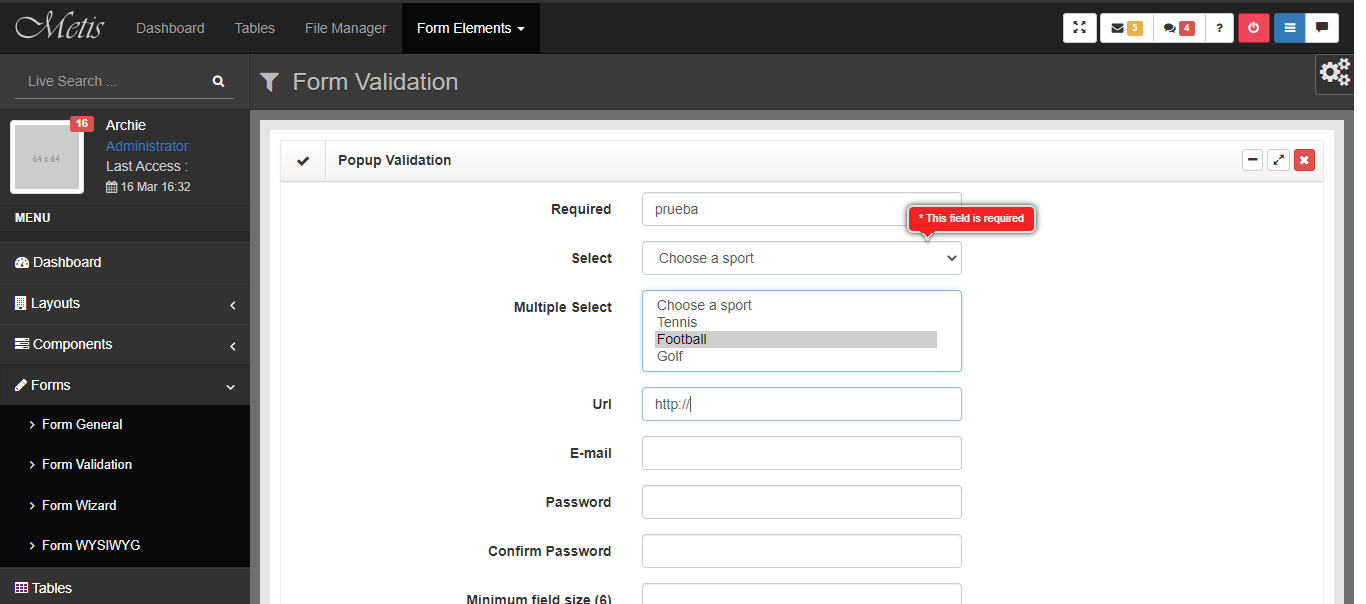 Metis Dashboard Tables File Manager Form Elements 5 4 ?
Live Search ...
Form Validation
64 x 64
16
Archie
Administrator
Last Access :
16 Mar 16:32
MENU
Dashboard
Layouts
Components
Forms
Form General
Form Validation
Form Wizard
Form WYSIWYG
Tables
Popup Validation
Required prueba
* This field is required
Select Choose a sport
Multiple Select Choose a sport
Tennis
Football
Golf
Url http://
E-mail
Password
Confirm Password
Minimum field size (6)